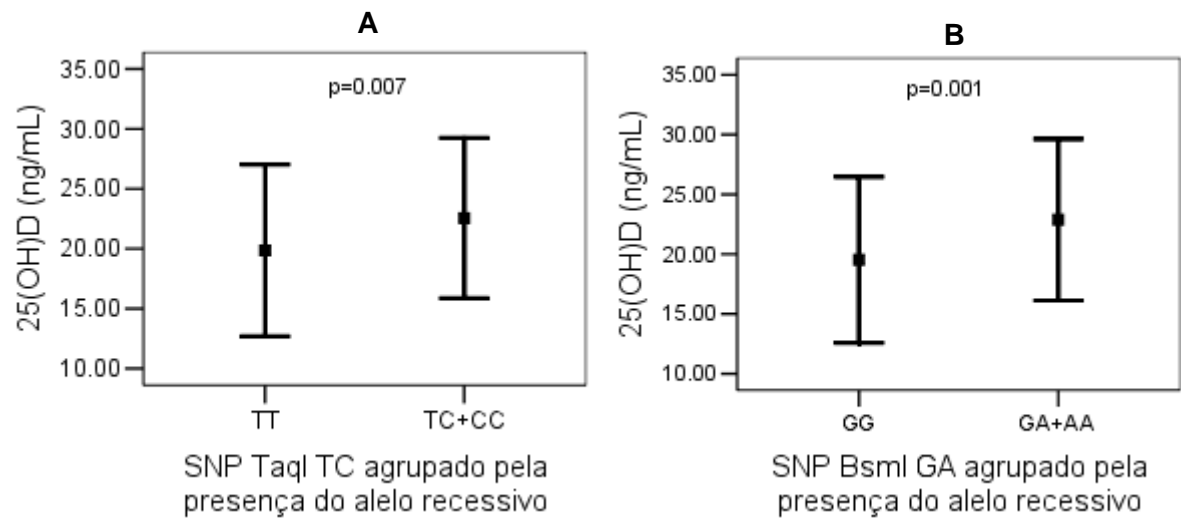 A
35.00
30.00
25.00
20.00
15.00
10.00
25(OH)D (ng/mL)
p=0.007
TT
TC+CC
SNP TaqI TC agrupado pela
presença do alelo recessivo
B
35.00
30.00
25.00
20.00
15.00
10.00
25(OH)D (ng/mL)
p=0.001
GG
GA+AA
SNP BsmI GA agrupado pela
presença do alelo recessivo